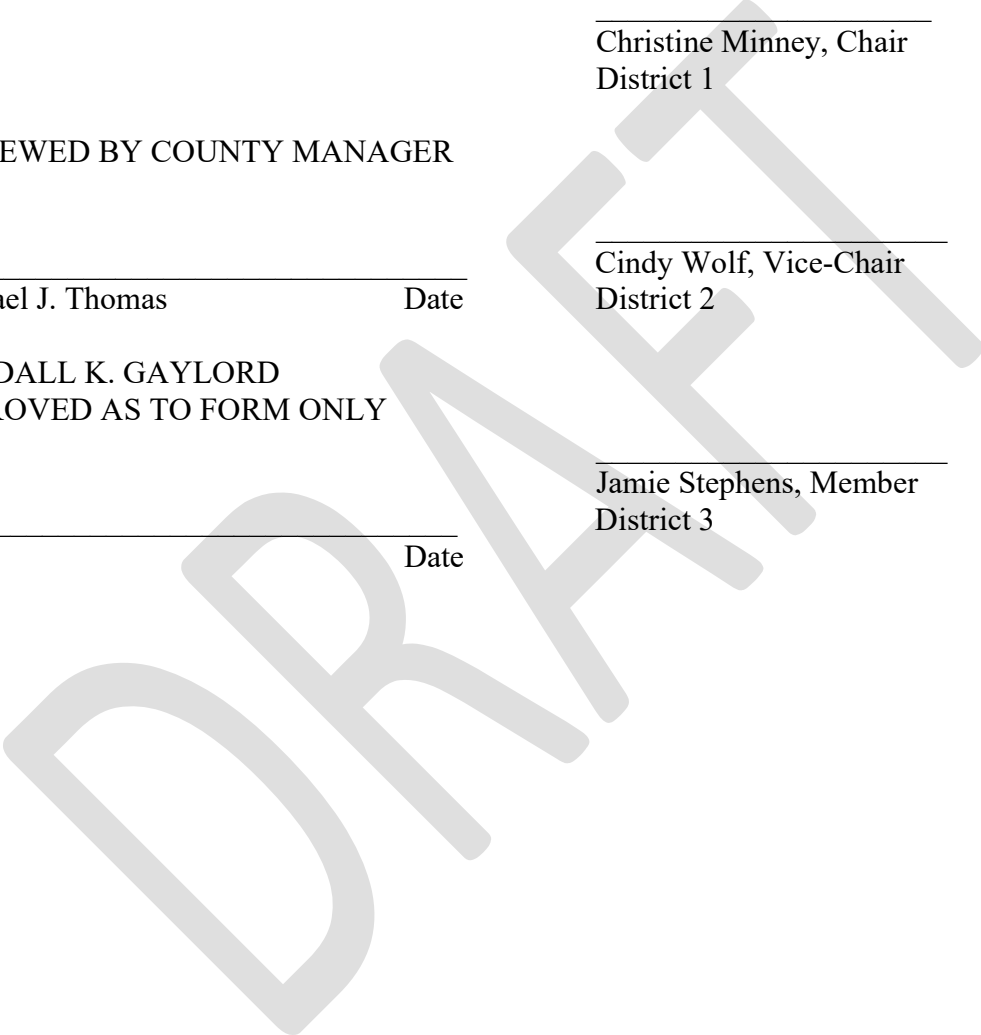 Christine Minney, Chair
District 1
EWED BY COUNTY MANAGER
Cindy Wolf, Vice-Chair
ael J. Thomas Date
District 2
DALL K. GAYLORD
ROVED AS TO FORM ONLY
Jamie Stephens, Member
District 3
Date
DRAFT